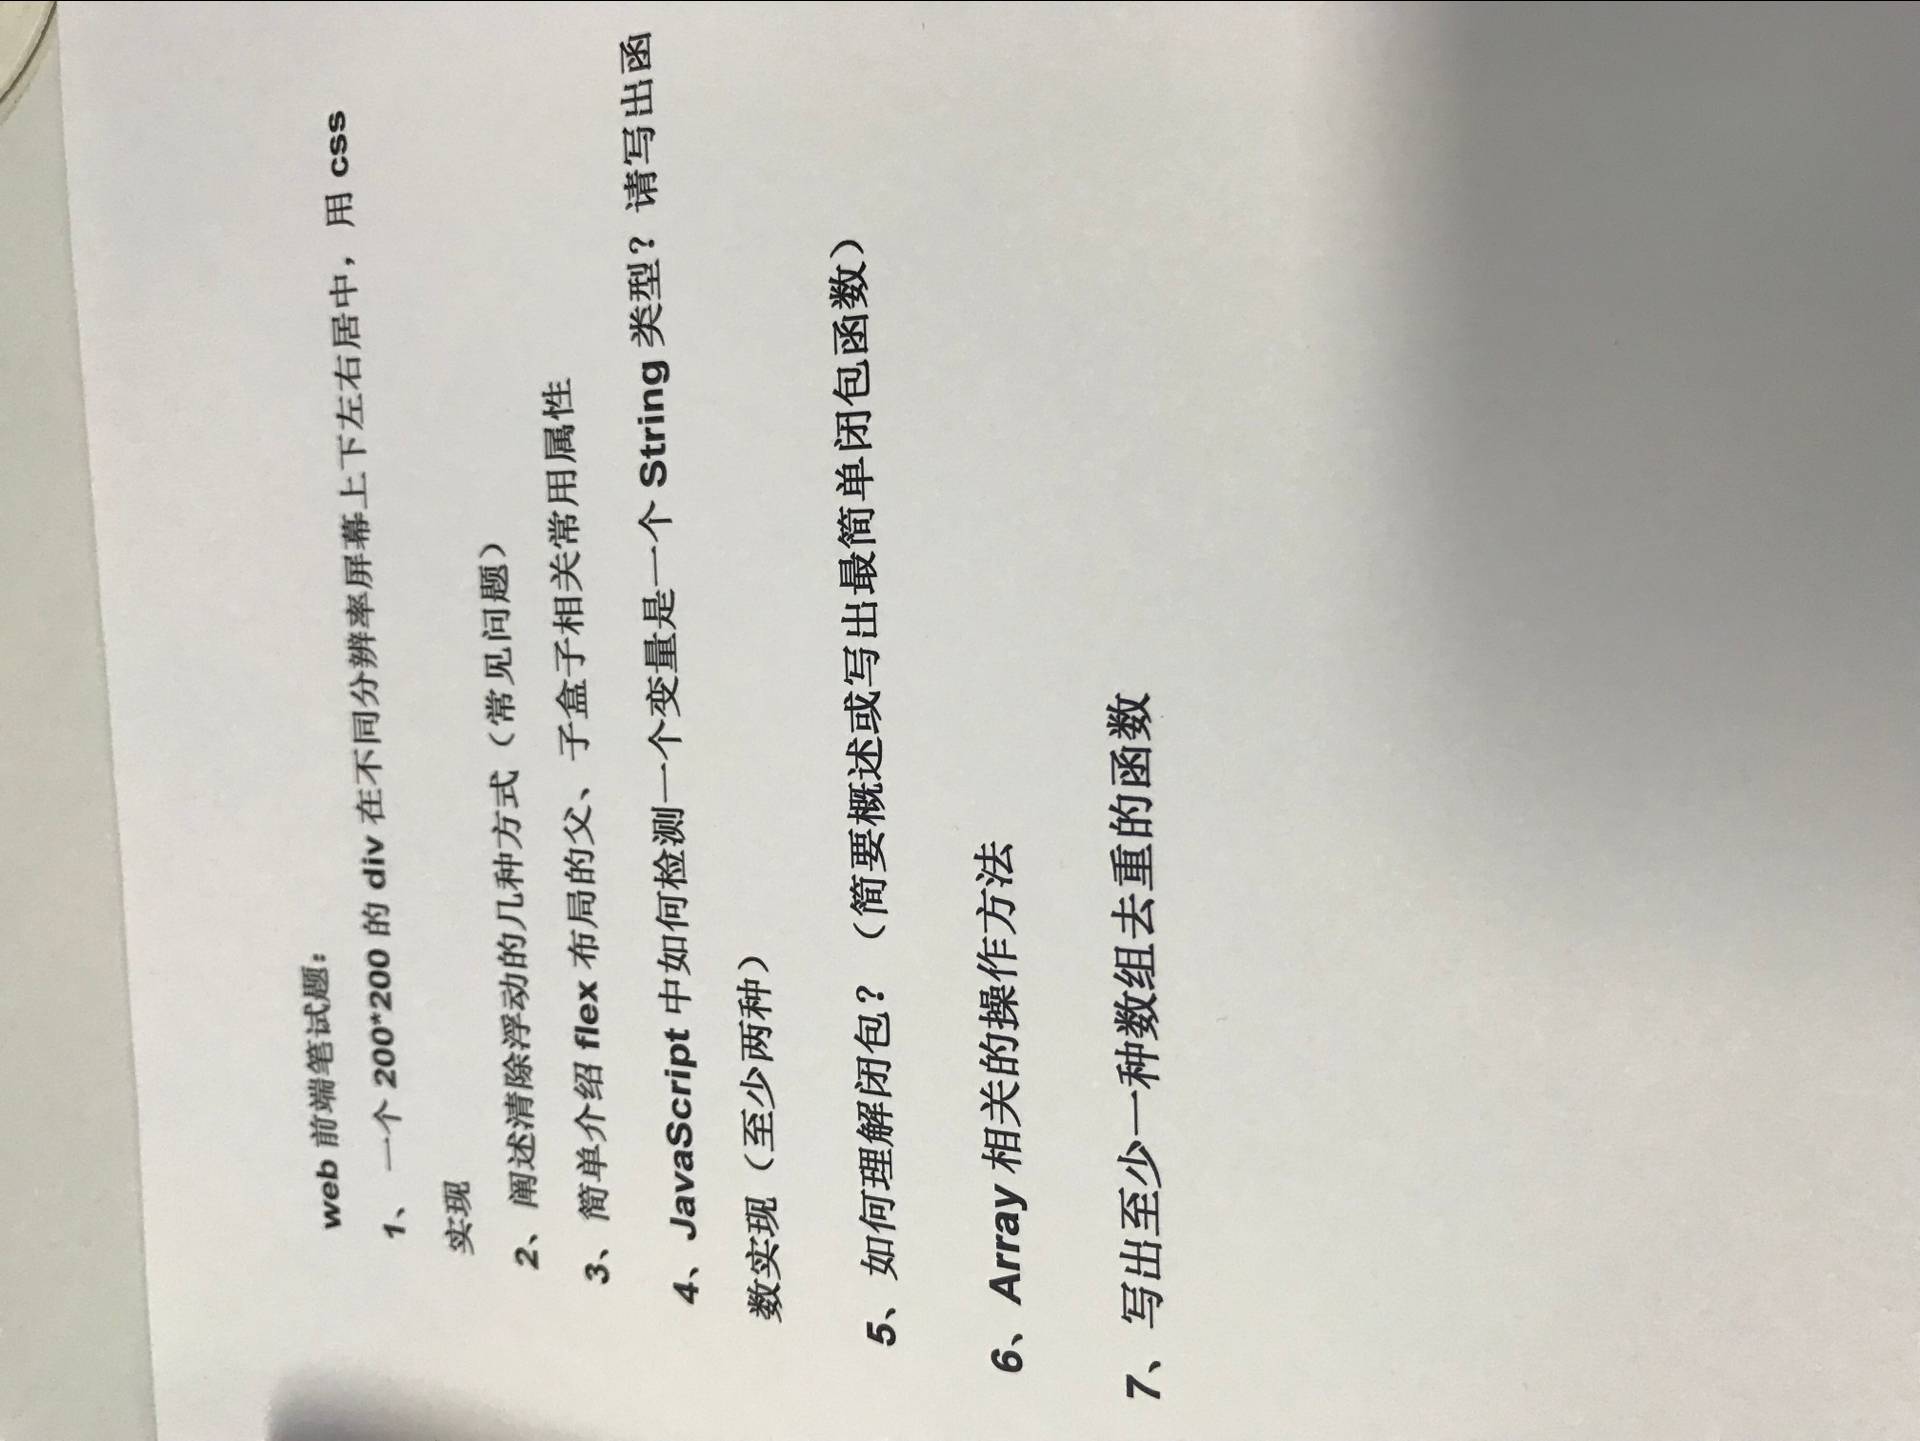 web 前端笔试题：
1、 一个 200*200 的 div 在不同分辨率屏幕上下左右居中，用 css
实现
2、阐述清除浮动的几种方式（常见问题）
3、简单介绍 flex 布局的父、子盒子相关常用属性
4、JavaScript 中如何检测一个变量是一个 String 类型？请写出函
数实现（至少两种）
5、如何理解闭包？（简要概述或写出最简单闭包函数）
6、Array 相关的操作方法
7、写出至少一种数组去重的函数